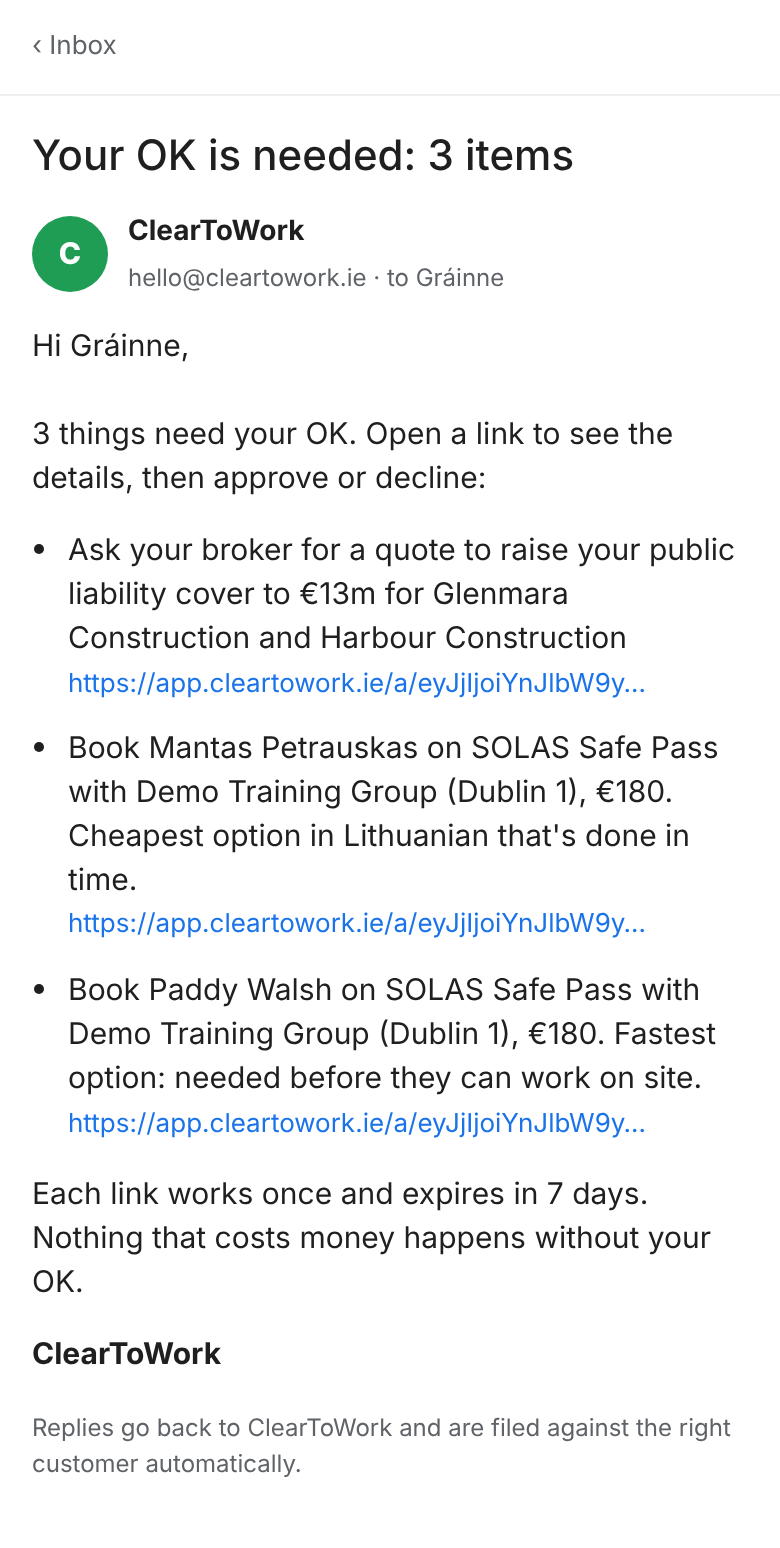 ‹ Inbox
Your OK is needed: 3 items
C
ClearToWork
hello@cleartowork.ie · to Gráinne
Hi Gráinne,
3 things need your OK. Open a link to see the
details, then approve or decline:
• Ask your broker for a quote to raise your public
liability cover to €13m for Glenmara
Construction and Harbour Construction
https://app.cleartowork.ie/a/eyJjIjoiYnJlbW9y…
• Book Mantas Petrauskas on SOLAS Safe Pass
with Demo Training Group (Dublin 1), €180.
Cheapest option in Lithuanian that's done in
time.
https://app.cleartowork.ie/a/eyJjIjoiYnJlbW9y…
• Book Paddy Walsh on SOLAS Safe Pass with
Demo Training Group (Dublin 1), €180. Fastest
option: needed before they can work on site.
https://app.cleartowork.ie/a/eyJjIjoiYnJlbW9y…
Each link works once and expires in 7 days.
Nothing that costs money happens without your
OK.
ClearToWork
Replies go back to ClearToWork and are filed against the right
customer automatically.